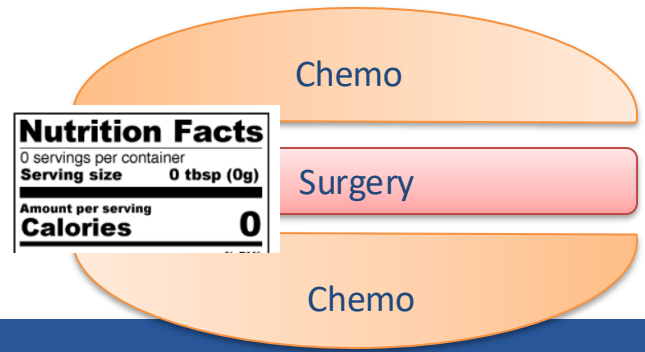 Chemo
Nutrition Facts
0 servings per container
Serving size 0 tbsp (0g)
Amount per serving
Calories 0
Surgery
Chemo